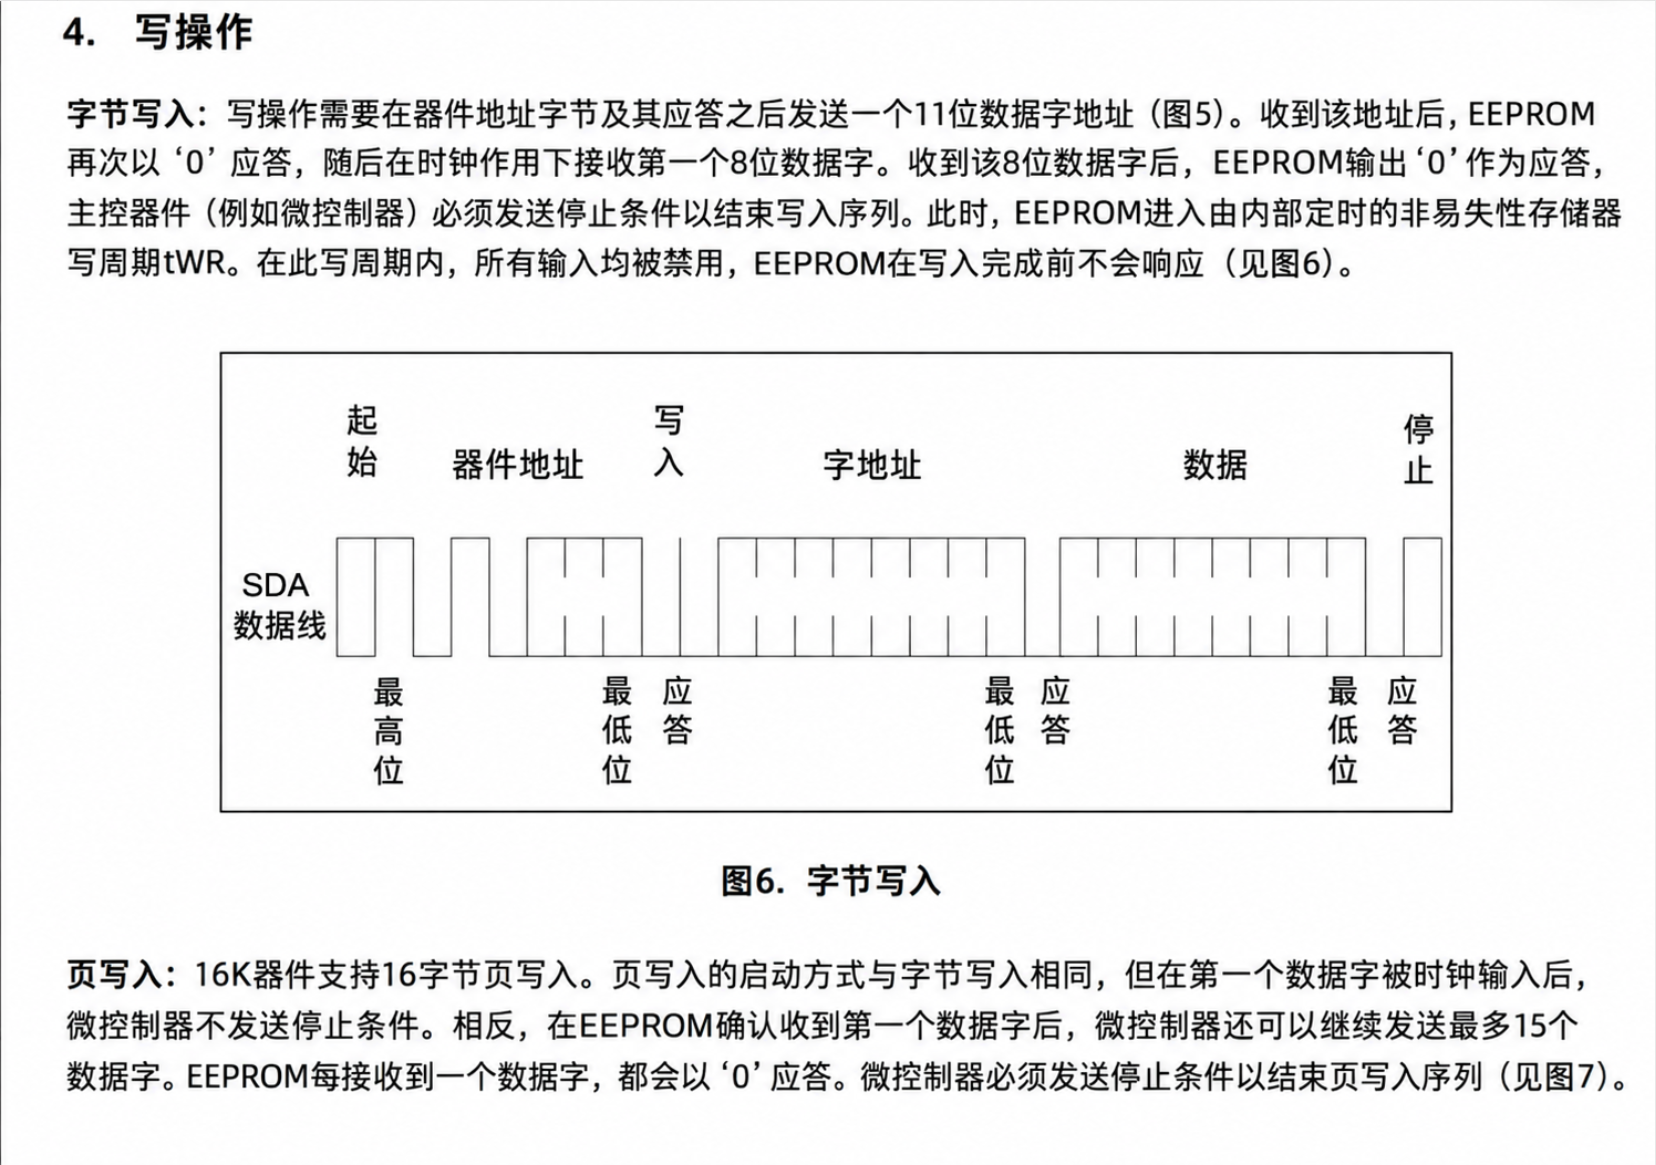 4. 写操作
字节写入：写操作需要在器件地址字节及其应答之后发送一个11位数据字地址（图5）。收到该地址后，EEPROM
再次以‘0’应答，随后在时钟作用下接收第一个8位数据字。收到该8位数据字后，EEPROM输出‘0’作为应答，
主控器件（例如微控制器）必须发送停止条件以结束写入序列。此时，EEPROM进入由内部定时的非易失性存储器
写周期tWR。在此写周期内，所有输入均被禁用，EEPROM在写入完成前不会响应（见图6）。
起始
器件地址
写入
字地址
数据
停止
SDA
数据线
最高位
最低位
应答
最低位
应答
最低位
应答
图6. 字节写入
页写入：16K器件支持16字节页写入。页写入的启动方式与字节写入相同，但在第一个数据字被时钟输入后，
微控制器不发送停止条件。相反，在EEPROM确认收到第一个数据字后，微控制器还可以继续发送最多15个
数据字。EEPROM每接收到一个数据字，都会以‘0’应答。微控制器必须发送停止条件以结束页写入序列（见图7）。